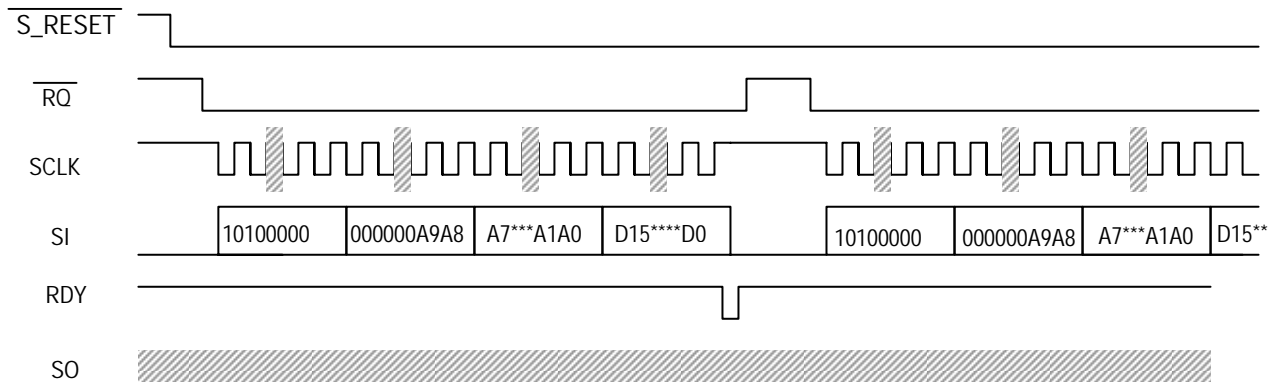 S_RESET
RQ
SCLK
SI
10100000
000000A9A8
A7***A1A0
D15****D0
10100000
000000A9A8
A7***A1A0
D15**
RDY
SO